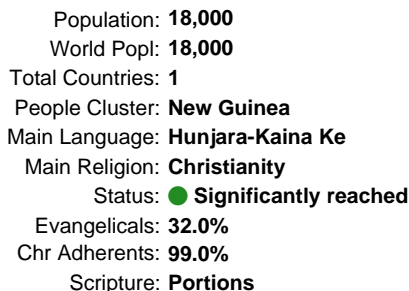 Population: 18,000
World Popl: 18,000
Total Countries: 1
People Cluster: New Guinea
Main Language: Hunjara-Kaina Ke
Main Religion: Christianity
Status: Significantly reached
Evangelicals: 32.0%
Chr Adherents: 99.0%
Scripture: Portions